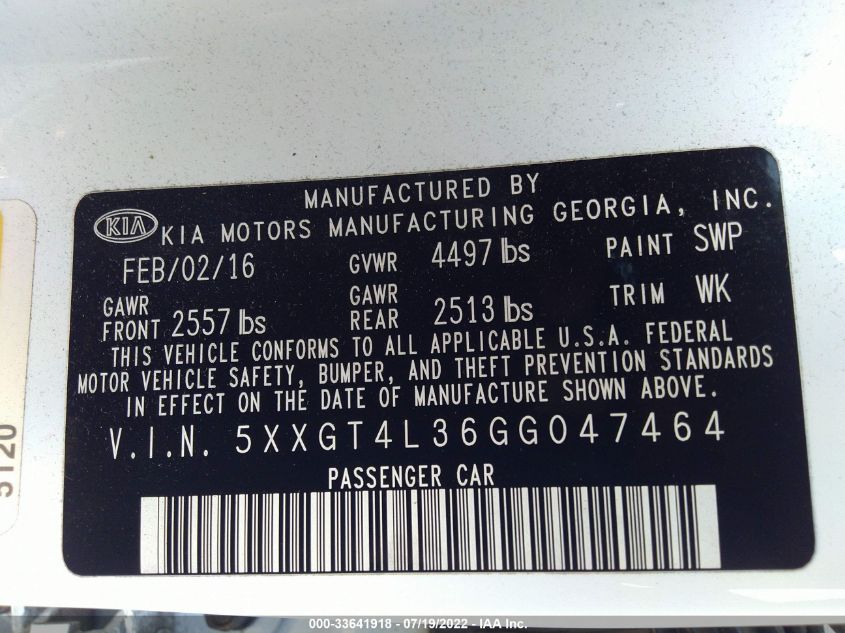 MANUFACTURED BY
KIA KIA MOTORS MANUFACTURING GEORGIA, INC.
FEB/02/16 GVWR 4497 lbs PAINT SWP
GAWR FRONT 2557 lbs GAWR REAR 2513 lbs TRIM WK
THIS VEHICLE CONFORMS TO ALL APPLICABLE U.S.A. FEDERAL
MOTOR VEHICLE SAFETY, BUMPER, AND THEFT PREVENTION STANDARDS
IN EFFECT ON THE DATE OF MANUFACTURE SHOWN ABOVE.
V.I.N. 5XXGT4L36GG047464
PASSENGER CAR
5120
000-33641918 - 07/19/2022 - IAA Inc.